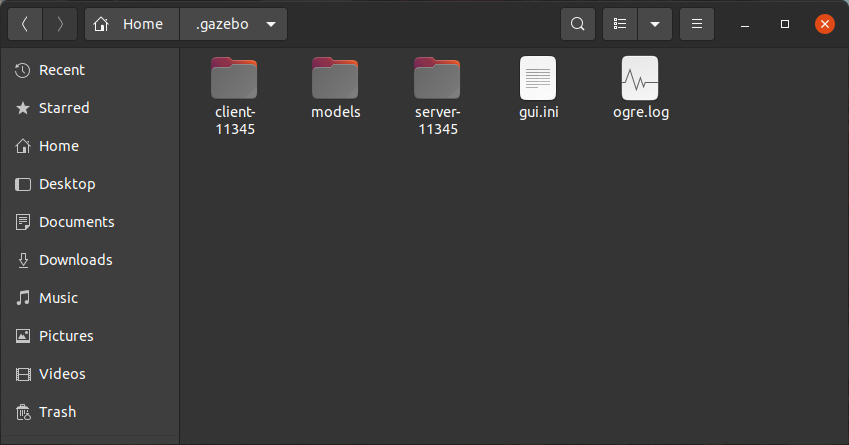 Home
.gazebo
Recent
Starred
Home
Desktop
Documents
Downloads
Music
Pictures
Videos
Trash
client-
11345
models
server-
11345
gui.ini
ogre.log